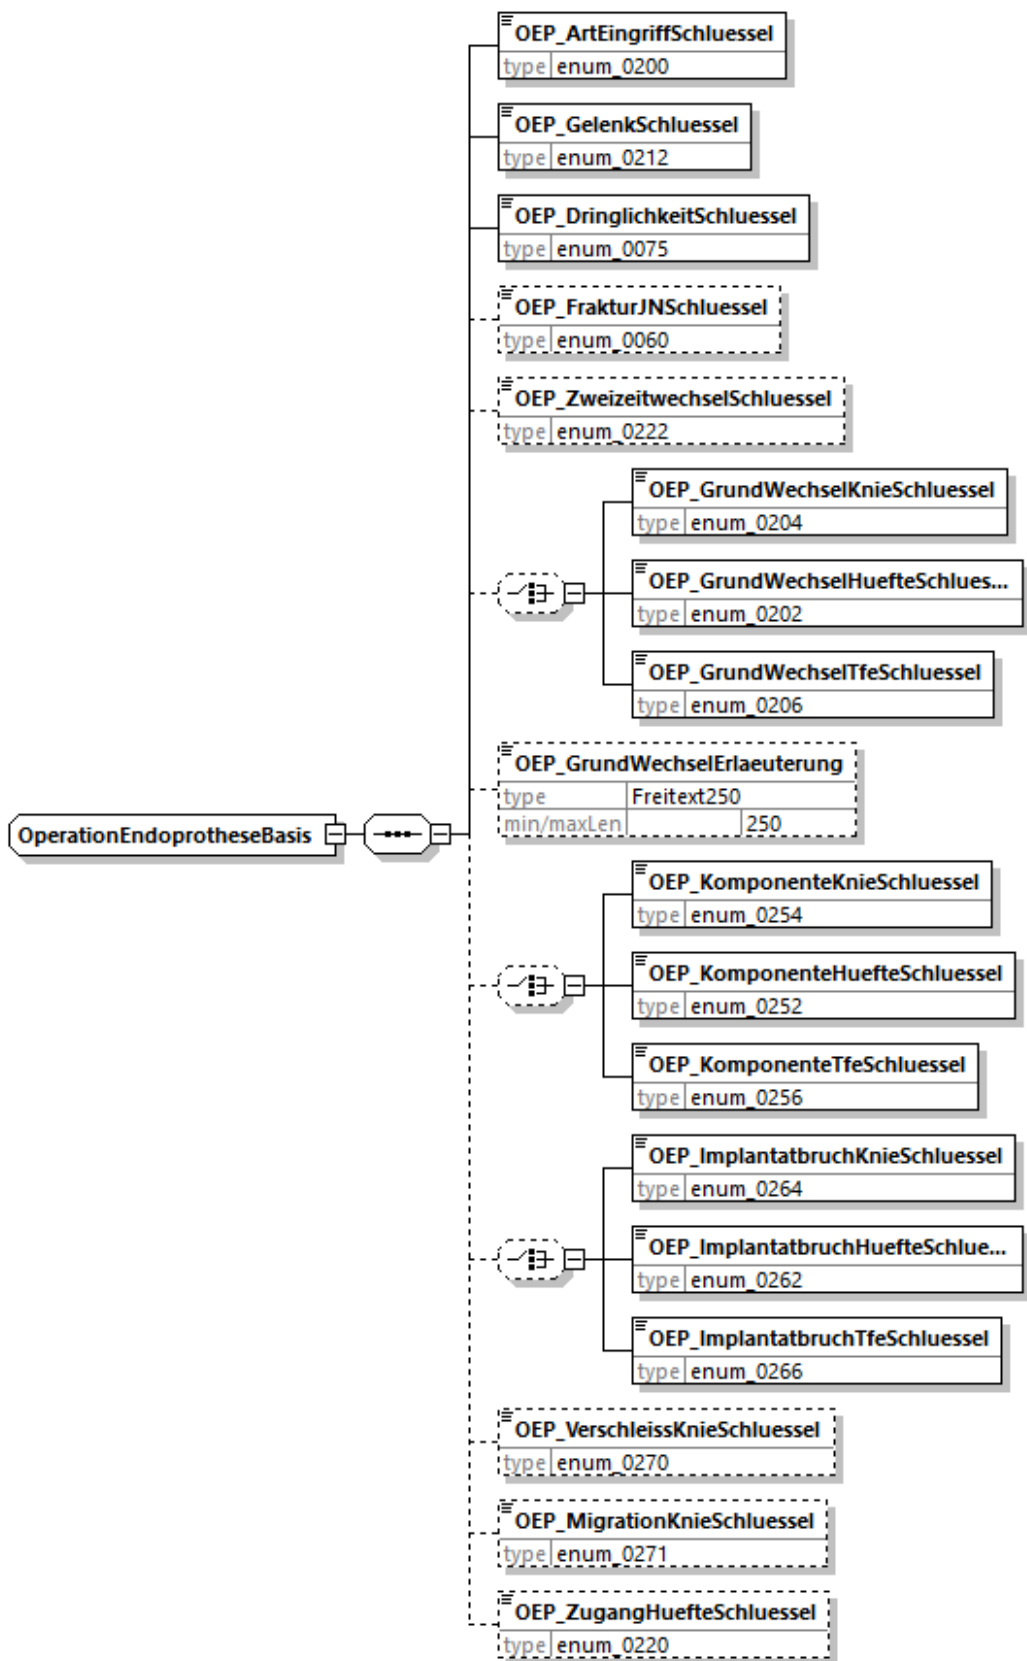 OEP_ArtEingriffSchluessel
type enum_0200
OEP_GelenkSchluessel
type enum_0212
OEP_DringlichkeitSchluessel
type enum_0075
OEP_FrakturJNSchluessel
type enum_0060
OEP_ZweizeitwechselSchluessel
type enum_0222
OEP_GrundWechselKnieSchluessel
type enum_0204
OEP_GrundWechselHuefteSchlues...
type enum_0202
OEP_GrundWechselTfeSchluessel
type enum_0206
OEP_GrundWechselErlaeuterung
type Freitext250
min/maxLen 250
OperationEndoprotheseBasis
OEP_KomponenteKnieSchluessel
type enum_0254
OEP_KomponenteHuefteSchluessel
type enum_0252
OEP_KomponenteTfeSchluessel
type enum_0256
OEP_ImplantatbruchKnieSchluessel
type enum_0264
OEP_ImplantatbruchHuefteSchlue...
type enum_0262
OEP_ImplantatbruchTfeSchluessel
type enum_0266
OEP_VerschleissKnieSchluessel
type enum_0270
OEP_MigrationKnieSchluessel
type enum_0271
OEP_ZugangHuefteSchluessel
type enum_0220